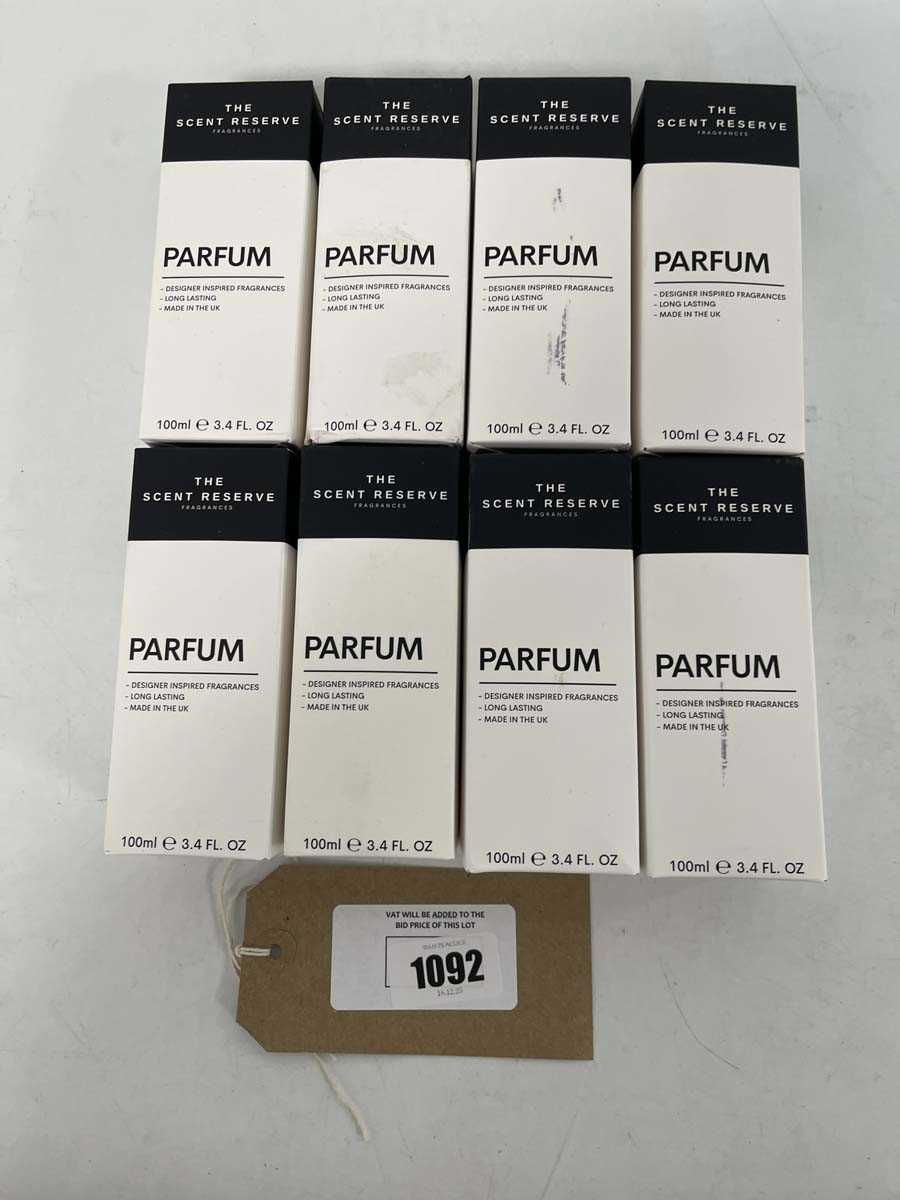 THE
SCENT RESERVE
FRAGRANCES
PARFUM
- DESIGNER INSPIRED FRAGRANCES
- LONG LASTING
- MADE IN THE UK
100ml ℮ 3.4 FL. OZ
THE
SCENT RESERVE
FRAGRANCES
PARFUM
- DESIGNER INSPIRED FRAGRANCES
- LONG LASTING
- MADE IN THE UK
100ml ℮ 3.4 FL. OZ
THE
SCENT RESERVE
FRAGRANCES
PARFUM
- DESIGNER INSPIRED FRAGRANCES
- LONG LASTING
- MADE IN THE UK
100ml ℮ 3.4 FL. OZ
THE
SCENT RESERVE
FRAGRANCES
PARFUM
- DESIGNER INSPIRED FRAGRANCES
- LONG LASTING
- MADE IN THE UK
100ml ℮ 3.4 FL. OZ
THE
SCENT RESERVE
FRAGRANCES
PARFUM
- DESIGNER INSPIRED FRAGRANCES
- LONG LASTING
- MADE IN THE UK
100ml ℮ 3.4 FL. OZ
THE
SCENT RESERVE
FRAGRANCES
PARFUM
- DESIGNER INSPIRED FRAGRANCES
- LONG LASTING
- MADE IN THE UK
100ml ℮ 3.4 FL. OZ
THE
SCENT RESERVE
FRAGRANCES
PARFUM
- DESIGNER INSPIRED FRAGRANCES
- LONG LASTING
- MADE IN THE UK
100ml ℮ 3.4 FL. OZ
THE
SCENT RESERVE
FRAGRANCES
PARFUM
- DESIGNER INSPIRED FRAGRANCES
- LONG LASTING
- MADE IN THE UK
100ml ℮ 3.4 FL. OZ
VAT WILL BE ADDED TO THE
BID PRICE OF THIS LOT
1092
16.12.25